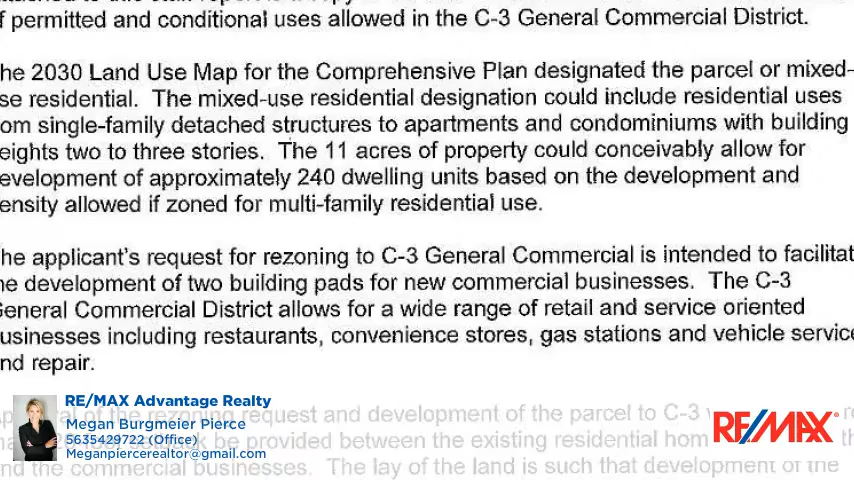 f permitted and conditional uses allowed in the C-3 General Commercial District.
he 2030 Land Use Map for the Comprehensive Plan designated the parcel or mixed-
se residential. The mixed-use residential designation could include residential uses
om single-family detached structures to apartments and condominiums with building
eights two to three stories. The 11 acres of property could conceivably allow for
evelopment of approximately 240 dwelling units based on the development and
ensity allowed if zoned for multi-family residential use.
he applicant's request for rezoning to C-3 General Commercial is intended to facilitat
he development of two building pads for new commercial businesses. The C-3
General Commercial District allows for a wide range of retail and service oriented
usinesses including restaurants, convenience stores, gas stations and vehicle service
nd repair.
RE/MAX Advantage Realty
Megan Burgmeier Pierce
5635429722 (Office)
Meganpiercerealtor@gmail.com
of the rezoning request and development of the parcel to C-3
be provided between the existing residential hom
nd the commercial businesses. The lay of the land is such that development of the
RE/MAX